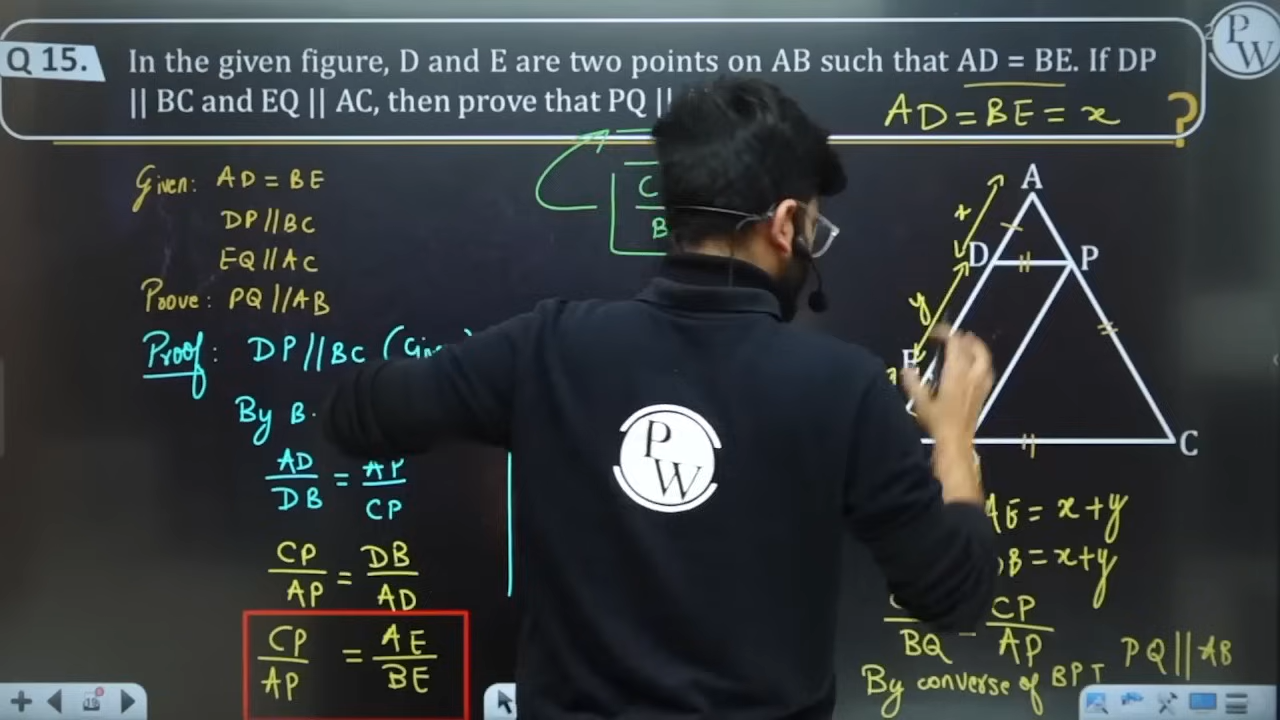 Q 15.
In the given figure, D and E are two points on AB such that AD = BE. If DP
|| BC and EQ || AC, then prove that PQ ||
PW
AD = BE = x
?
Given: AD = BE
DP || BC
EQ || AC
Proove: PQ || AB
Proof: DP || BC
By B.
AD/DB = AP/CP
CP/AP = DB/AD
CP/AP = AE/BE
C
B
A
x
D
P
y
C
AE = x+y
B = x+y
BQ = CP/AP
By converse of BPT PQ || AB
PW